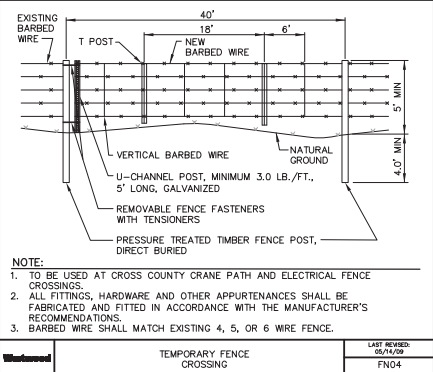 EXISTING
BARBED
WIRE
40'
T POST
18'
6'
NEW
BARBED WIRE
5' MIN
4.0' MIN
NATURAL
GROUND
VERTICAL BARBED WIRE
U-CHANNEL POST, MINIMUM 3.0 LB./FT.,
5' LONG, GALVANIZED
REMOVABLE FENCE FASTENERS
WITH TENSIONERS
PRESSURE TREATED TIMBER FENCE POST,
DIRECT BURIED
NOTE:
1. TO BE USED AT CROSS COUNTY CRANE PATH AND ELECTRICAL FENCE
CROSSINGS.
2. ALL FITTINGS, HARDWARE AND OTHER APPURTENANCES SHALL BE
FABRICATED AND FITTED IN ACCORDANCE WITH THE MANUFACTURER'S
RECOMMENDATIONS.
3. BARBED WIRE SHALL MATCH EXISTING 4, 5, OR 6 WIRE FENCE.
Westwood
TEMPORARY FENCE
CROSSING
LAST REVISED:
05/14/09
FN04